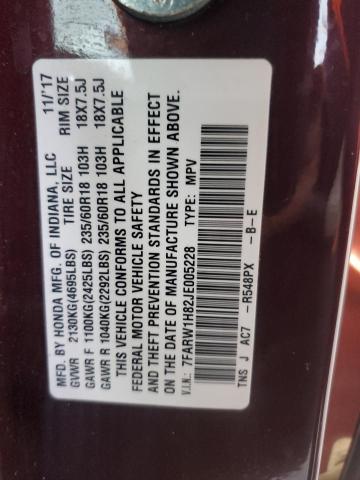 MFG. BY HONDA MFG. OF INDIANA, LLC 11/'17
GVWR 2130KG(4695LBS) TIRE SIZE RIM SIZE
GAWR F 1100KG(2425LBS) 235/60R18 103H 18X7.5J
GAWR R 1040KG(2292LBS) 235/60R18 103H 18X7.5J
THIS VEHICLE CONFORMS TO ALL APPLICABLE
FEDERAL MOTOR VEHICLE SAFETY
AND THEFT PREVENTION STANDARDS IN EFFECT
ON THE DATE OF MANUFACTURE SHOWN ABOVE.
V.I.N.: 7FARW1H82JE005228 TYPE: MPV
TNS J AC7 -R548PX -B-E